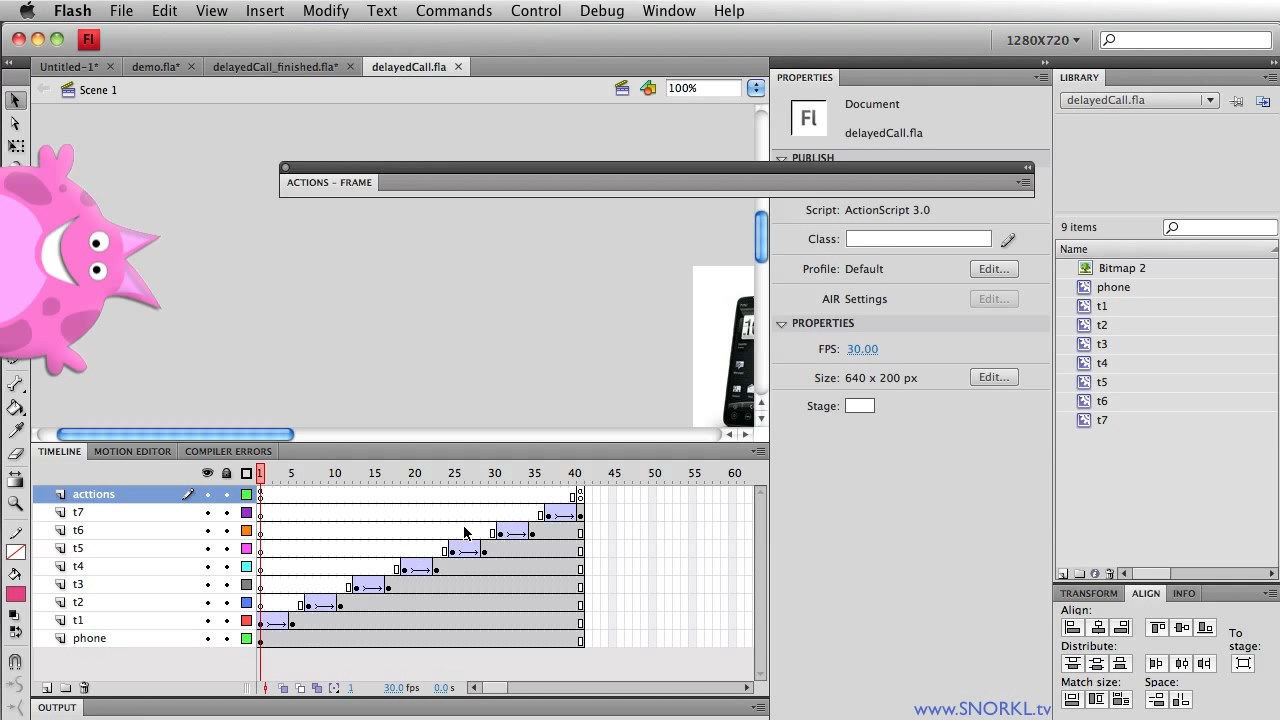 Flash File Edit View Insert Modify Text Commands Control Debug Window Help
Fl 1280X720
Untitled-1* × demo.fla* × delayedCall_finished.fla* × delayedCall.fla ×
Scene 1 100%
PROPERTIES
Fl Document
delayedCall.fla
PUBLISH
ACTIONS – FRAME
Script: ActionScript 3.0
Class:
Profile: Default Edit...
AIR Settings Edit...
PROPERTIES
FPS: 30.00
Size: 640 x 200 px Edit...
Stage:
LIBRARY
delayedCall.fla
9 items
Name
Bitmap 2
phone
t1
t2
t3
t4
t5
t6
t7
TIMELINE MOTION EDITOR COMPILER ERRORS
1 5 10 15 20 25 30 35 40 45 50 55 60
acttions
t7
t6
t5
t4
t3
t2
t1
phone
1 30.00 fps 0.0 s
OUTPUT
TRANSFORM ALIGN INFO
Align:
To stage:
Distribute:
Match size: Space:
www.SNORKL.tv